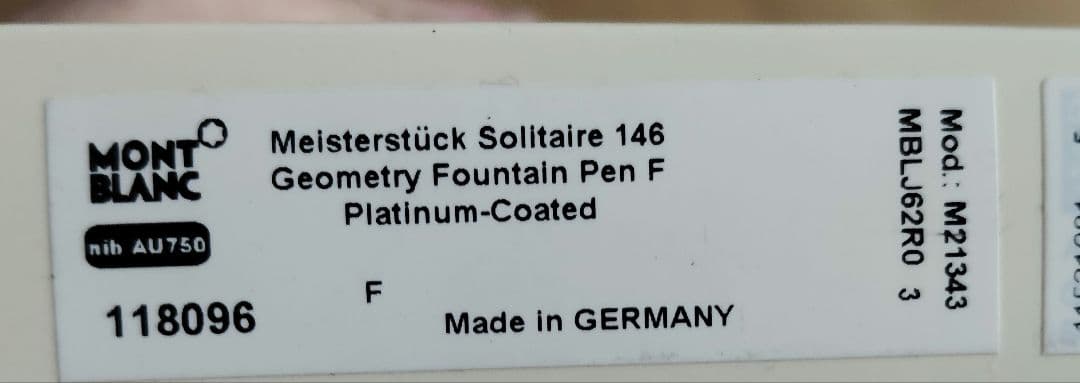 MONT
BLANC
nib AU750
118096
Meisterstück Solitaire 146
Geometry Fountain Pen F
Platinum-Coated
F
Made in GERMANY
Mod.: M21343
MBLJ62R0 3